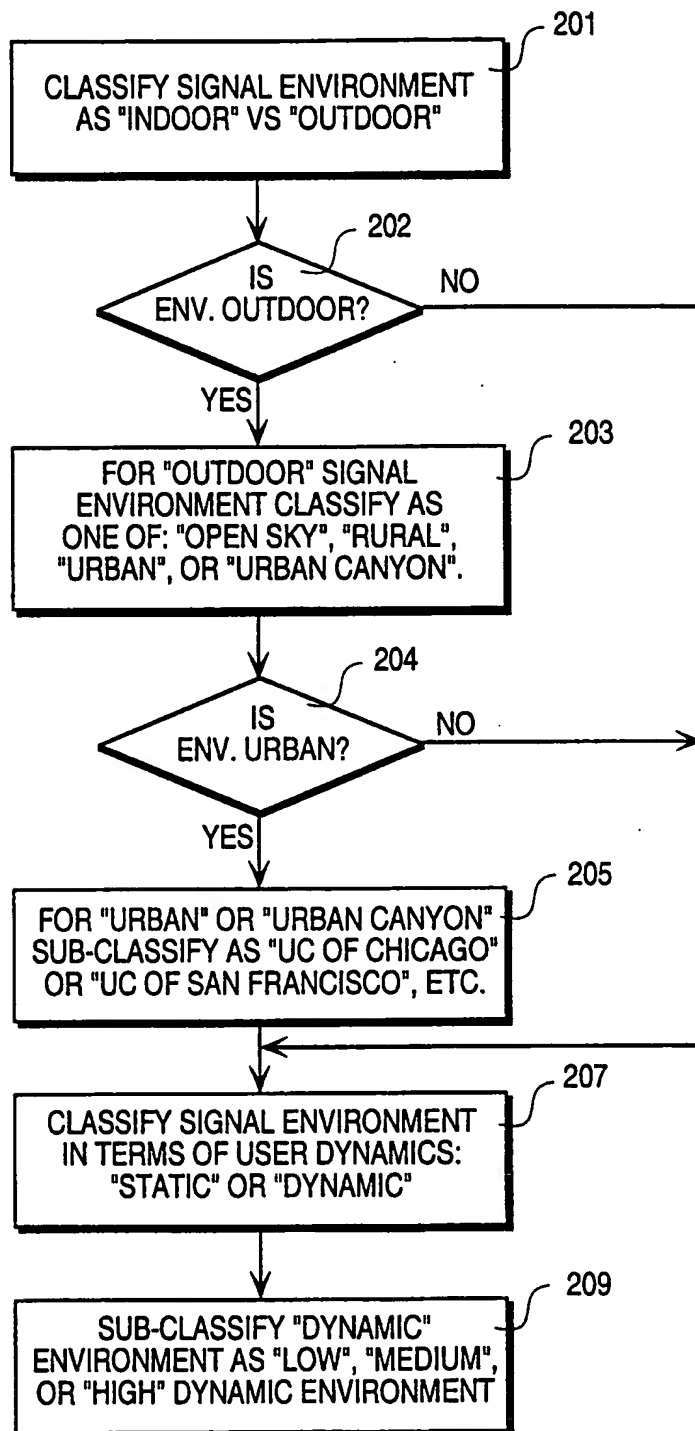 201
CLASSIFY SIGNAL ENVIRONMENT
AS "INDOOR" VS "OUTDOOR"
202
IS
ENV. OUTDOOR?
NO
YES
203
FOR "OUTDOOR" SIGNAL
ENVIRONMENT CLASSIFY AS
ONE OF: "OPEN SKY", "RURAL",
"URBAN", OR "URBAN CANYON".
204
IS
ENV. URBAN?
NO
YES
205
FOR "URBAN" OR "URBAN CANYON"
SUB-CLASSIFY AS "UC OF CHICAGO"
OR "UC OF SAN FRANCISCO", ETC.
207
CLASSIFY SIGNAL ENVIRONMENT
IN TERMS OF USER DYNAMICS:
"STATIC" OR "DYNAMIC"
209
SUB-CLASSIFY "DYNAMIC"
ENVIRONMENT AS "LOW", "MEDIUM",
OR "HIGH" DYNAMIC ENVIRONMENT